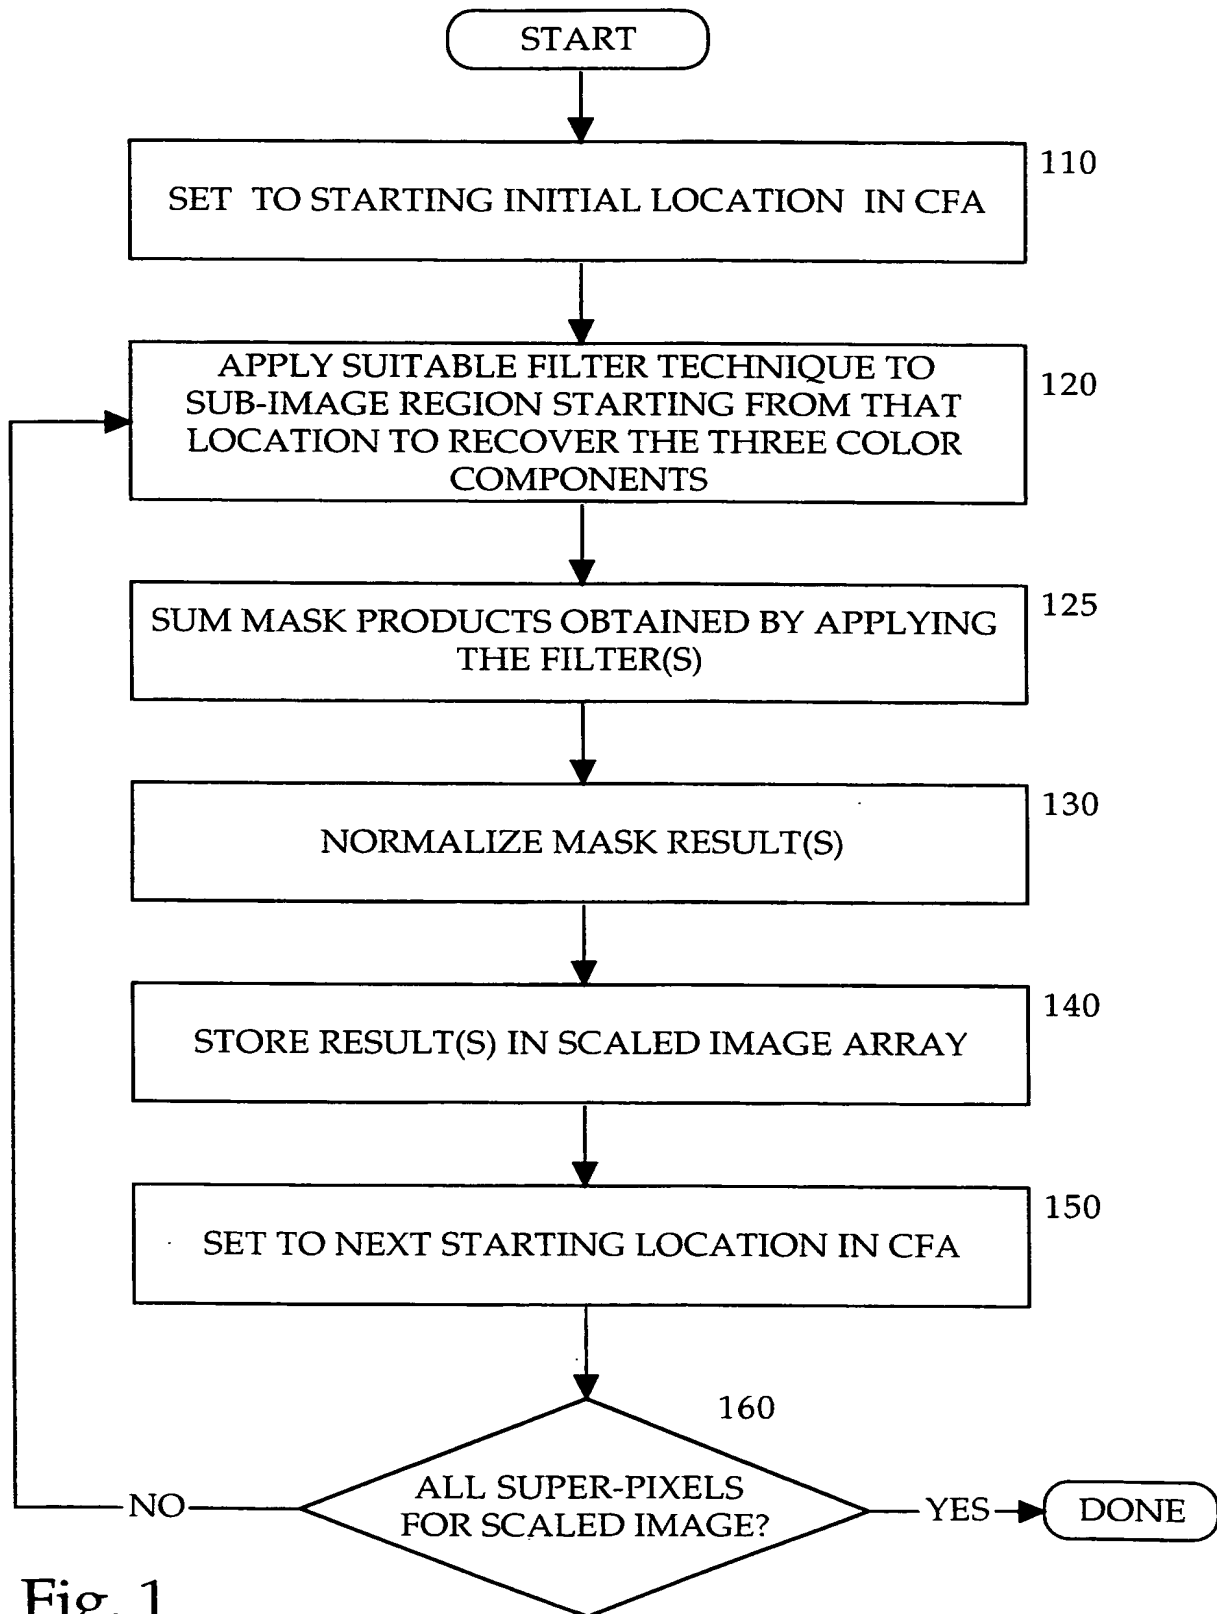 START
110
SET TO STARTING INITIAL LOCATION IN CFA
APPLY SUITABLE FILTER TECHNIQUE TO
SUB-IMAGE REGION STARTING FROM THAT
LOCATION TO RECOVER THE THREE COLOR
COMPONENTS
120
SUM MASK PRODUCTS OBTAINED BY APPLYING
THE FILTER(S)
125
NORMALIZE MASK RESULT(S)
130
STORE RESULT(S) IN SCALED IMAGE ARRAY
140
SET TO NEXT STARTING LOCATION IN CFA
150
160
ALL SUPER-PIXELS
FOR SCALED IMAGE?
NO
YES
DONE
Fig. 1